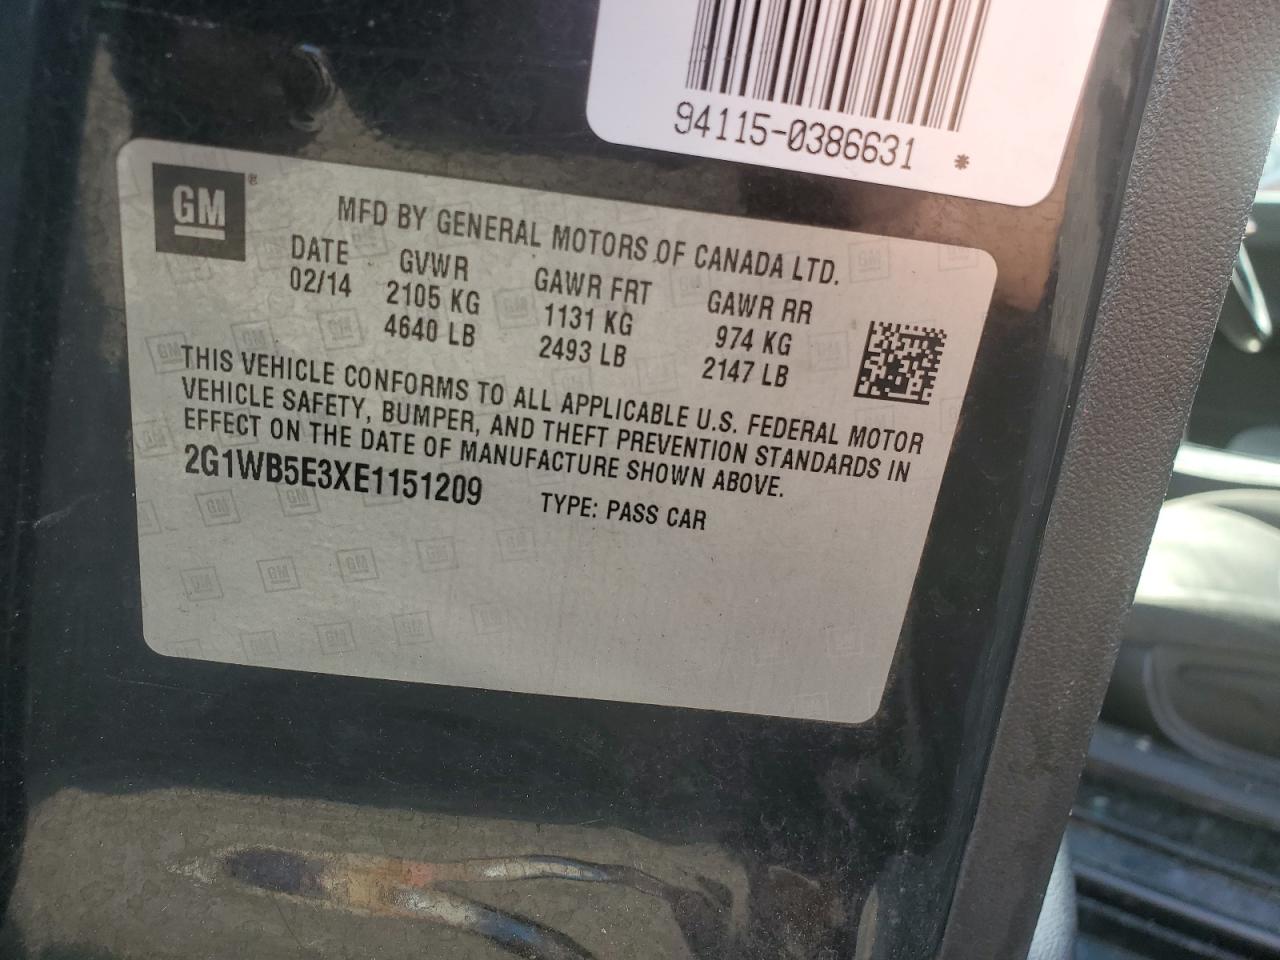 94115-0386631 *
GM ®
MFD BY GENERAL MOTORS OF CANADA LTD.
DATE GVWR GAWR FRT GAWR RR
02/14 2105 KG 1131 KG 974 KG
4640 LB 2493 LB 2147 LB
THIS VEHICLE CONFORMS TO ALL APPLICABLE U.S. FEDERAL MOTOR
VEHICLE SAFETY, BUMPER, AND THEFT PREVENTION STANDARDS IN
EFFECT ON THE DATE OF MANUFACTURE SHOWN ABOVE.
2G1WB5E3XE1151209 TYPE: PASS CAR